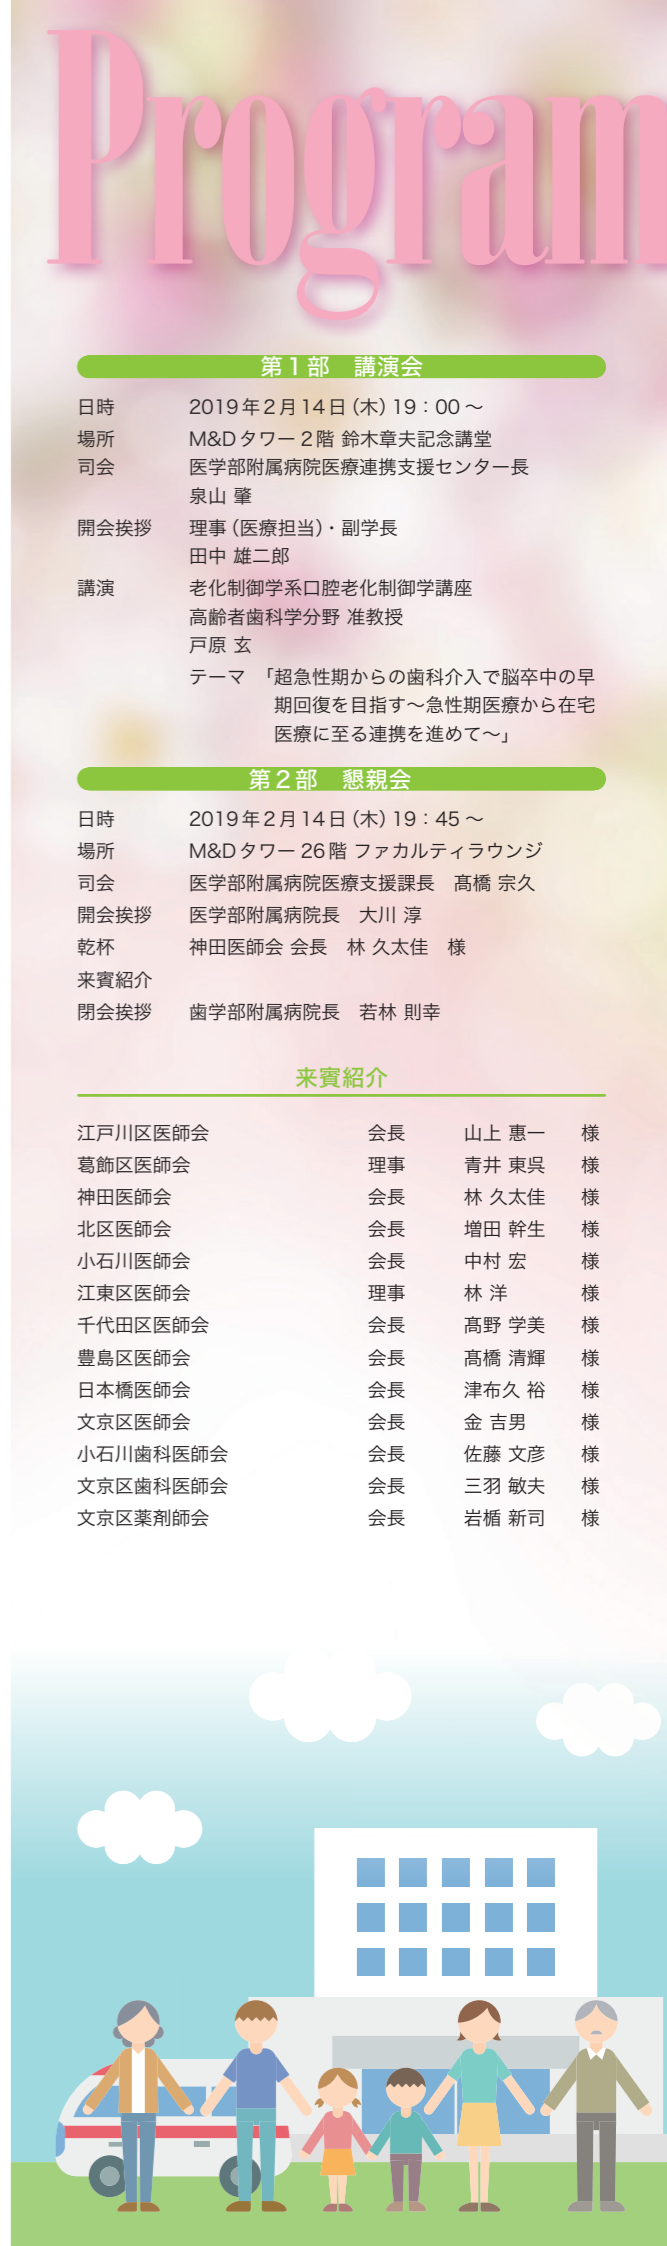 Program
第1部　講演会
日時　2019年2月14日（木）19：00～
場所　M&Dタワー2階 鈴木章夫記念講堂
司会　医学部附属病院医療連携支援センター長
泉山 肇
開会挨拶　理事（医療担当）・副学長
田中 雄二郎
講演　老化制御学系口腔老化制御学講座
高齢者歯科学分野 准教授
戸原 玄
テーマ　「超急性期からの歯科介入で脳卒中の早
期回復を目指す～急性期医療から在宅
医療に至る連携を進めて～」
第2部　懇親会
日時　2019年2月14日（木）19：45～
場所　M&Dタワー26階 ファカルティラウンジ
司会　医学部附属病院医療支援課長　髙橋 宗久
開会挨拶　医学部附属病院長　大川 淳
乾杯　神田医師会 会長　林 久太佳　様
来賓紹介
閉会挨拶　歯学部附属病院長　若林 則幸
来賓紹介
江戸川区医師会　会長　山上 惠一　様
葛飾区医師会　理事　青井 東呉　様
神田医師会　会長　林 久太佳　様
北区医師会　会長　増田 幹生　様
小石川医師会　会長　中村 宏　様
江東区医師会　理事　林 洋　様
千代田区医師会　会長　髙野 学美　様
豊島区医師会　会長　髙橋 清輝　様
日本橋医師会　会長　津布久 裕　様
文京区医師会　会長　金 吉男　様
小石川歯科医師会　会長　佐藤 文彦　様
文京区歯科医師会　会長　三羽 敏夫　様
文京区薬剤師会　会長　岩楯 新司　様